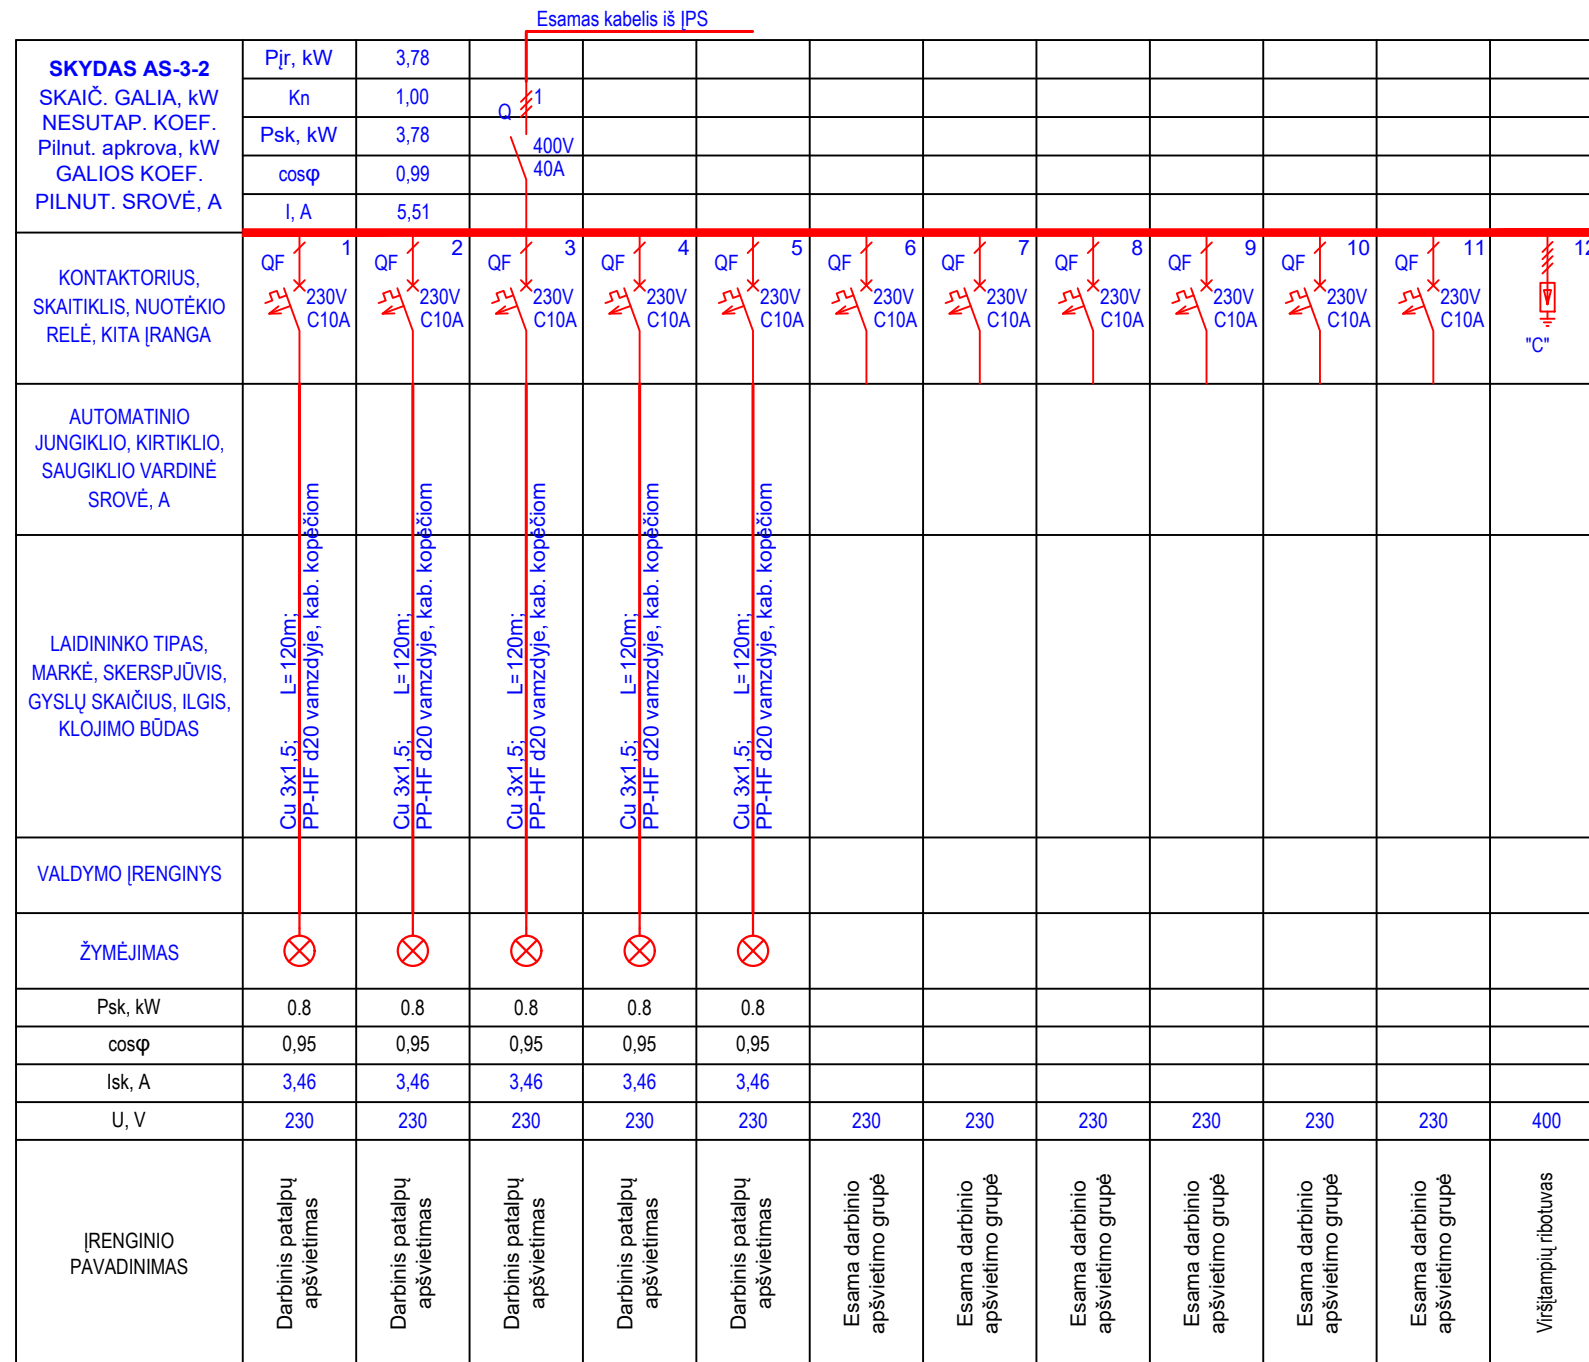 Esamas kabelis iš ĮPS
SKYDAS AS-3-2
SKAIČ. GALIA, kW
NESUTAP. KOEF.
Pilnut. apkrova, kW
GALIOS KOEF.
PILNUT. SROVĖ, A
Pįr, kW 3,78
Kn 1,00
Psk, kW 3,78
cosφ 0,99
I, A 5,51
Q 1
400V
40A
KONTAKTORIUS,
SKAITIKLIS, NUOTĖKIO
RELĖ, KITA ĮRANGA
1 2 3 4 5 6 7 8 9 10 11 12
QF QF QF QF QF QF QF QF QF QF QF
230V 230V 230V 230V 230V 230V 230V 230V 230V 230V 230V
C10A C10A C10A C10A C10A C10A C10A C10A C10A C10A C10A
"C"
AUTOMATINIO
JUNGIKLIO, KIRTIKLIO,
SAUGIKLIO VARDINĖ
SROVĖ, A
LAIDININKO TIPAS,
MARKĖ, SKERSPJŪVIS,
GYSLŲ SKAIČIUS, ILGIS,
KLOJIMO BŪDAS
Cu 3x1,5; L=120m;
PP-HF d20 vamzdyje, kab. kopėčiom
Cu 3x1,5; L=120m;
PP-HF d20 vamzdyje, kab. kopėčiom
Cu 3x1,5; L=120m;
PP-HF d20 vamzdyje, kab. kopėčiom
Cu 3x1,5; L=120m;
PP-HF d20 vamzdyje, kab. kopėčiom
Cu 3x1,5; L=120m;
PP-HF d20 vamzdyje, kab. kopėčiom
VALDYMO ĮRENGINYS
ŽYMĖJIMAS
Psk, kW 0.8 0.8 0.8 0.8 0.8
cosφ 0,95 0,95 0,95 0,95 0,95
Isk, A 3,46 3,46 3,46 3,46 3,46
U, V 230 230 230 230 230 230 230 230 230 230 230 400
ĮRENGINIO
PAVADINIMAS
Darbinis patalpų
apšvietimas
Darbinis patalpų
apšvietimas
Darbinis patalpų
apšvietimas
Darbinis patalpų
apšvietimas
Darbinis patalpų
apšvietimas
Esama darbinio
apšvietimo grupė
Esama darbinio
apšvietimo grupė
Esama darbinio
apšvietimo grupė
Esama darbinio
apšvietimo grupė
Esama darbinio
apšvietimo grupė
Esama darbinio
apšvietimo grupė
Viršįtampių ribotuvas